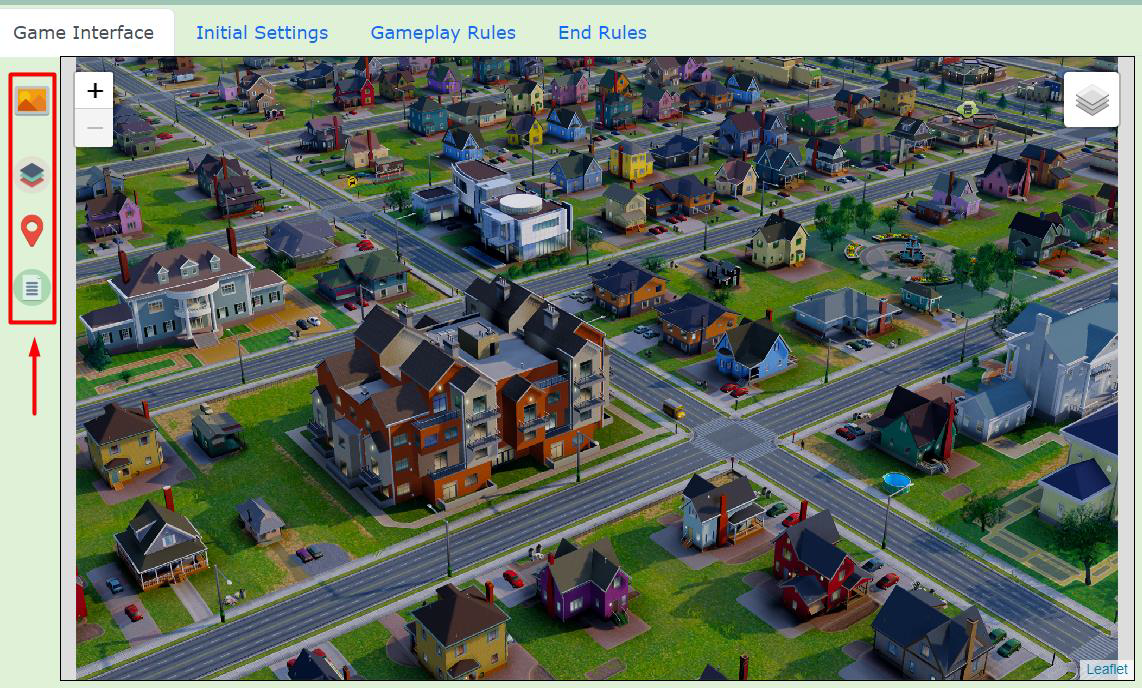 Game Interface
Initial Settings
Gameplay Rules
End Rules
+
−
Leaflet